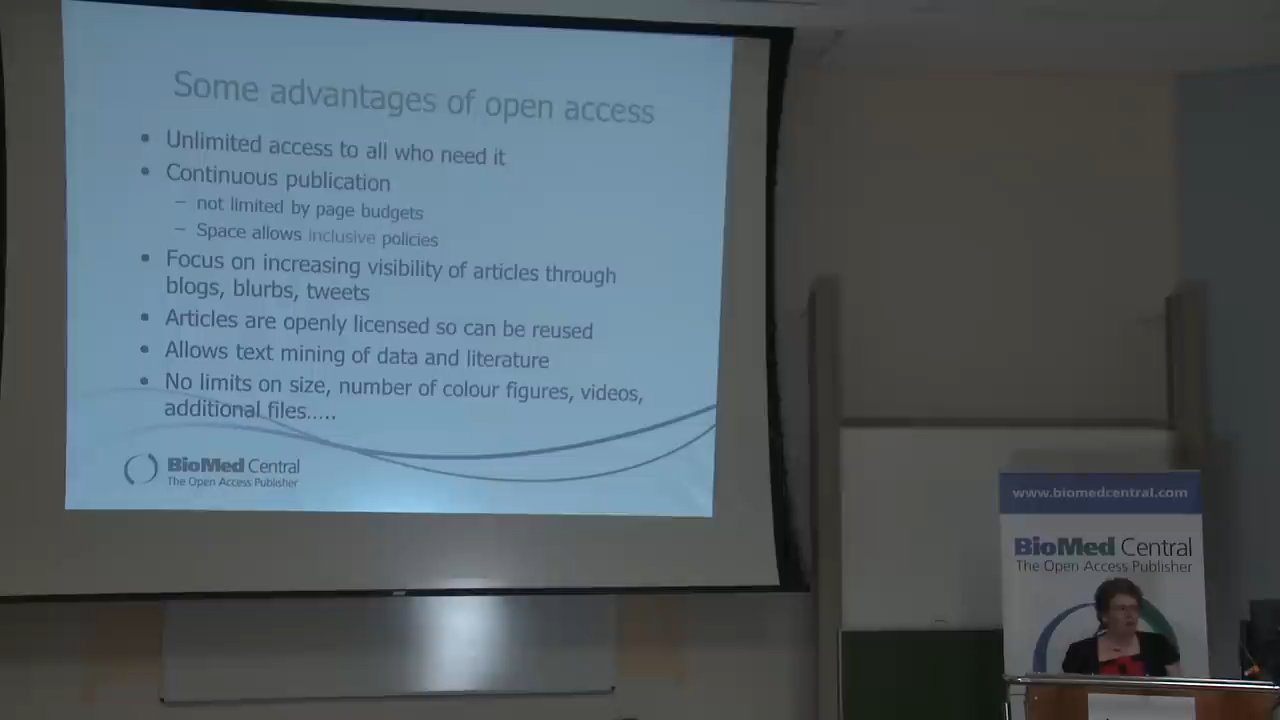 Some advantages of open access
• Unlimited access to all who need it
• Continuous publication
– not limited by page budgets
– Space allows inclusive policies
• Focus on increasing visibility of articles through
blogs, blurbs, tweets
• Articles are openly licensed so can be reused
• Allows text mining of data and literature
• No limits on size, number of colour figures, videos,
additional files.....
BioMed Central
The Open Access Publisher
www.biomedcentral.com
BioMed Central
The Open Access Publisher